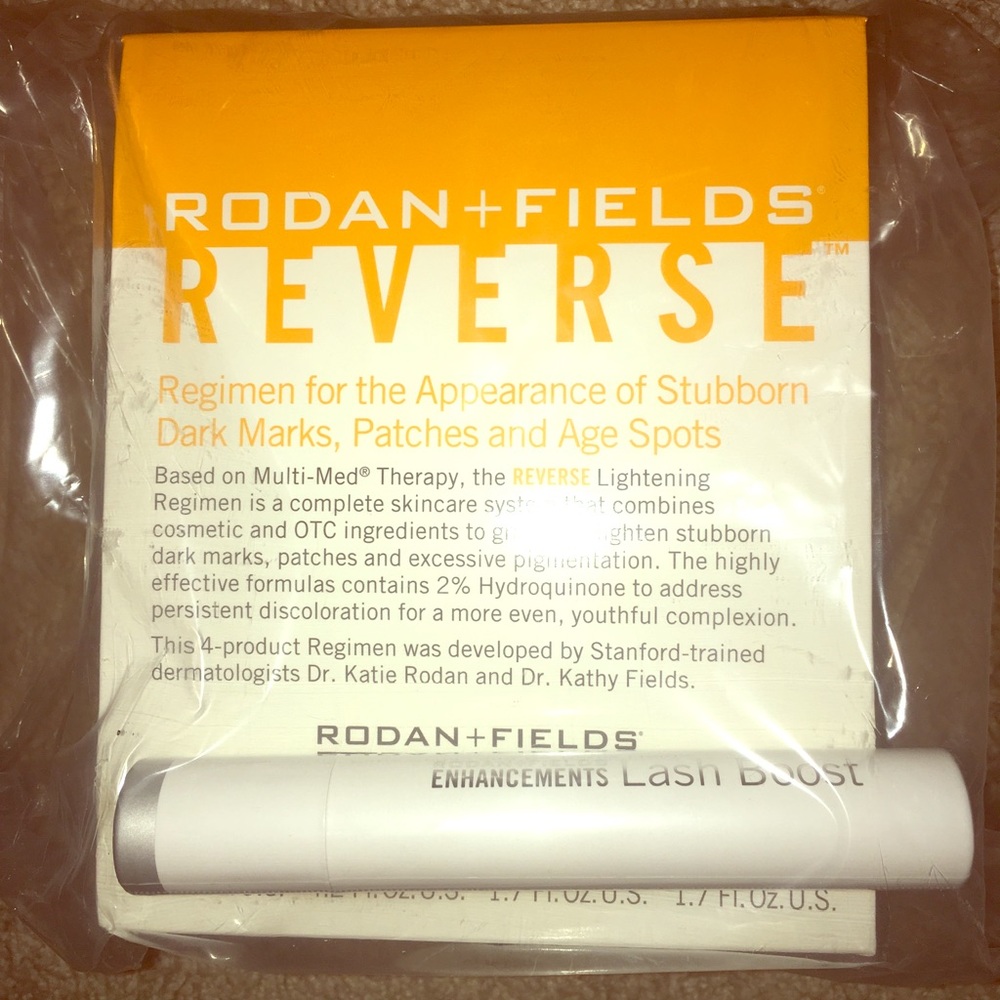 RODAN+FIELDS®
REVERSE™
Regimen for the Appearance of Stubborn
Dark Marks, Patches and Age Spots
Based on Multi-Med® Therapy, the REVERSE Lightening
Regimen is a complete skincare that combines
cosmetic and OTC ingredients to stubborn
dark marks, patches and excessive pigmentation. The highly
effective formulas contains 2% Hydroquinone to address
persistent discoloration for a more even, youthful complexion.
This 4-product Regimen was developed by Stanford-trained
dermatologists Dr. Katie Rodan and Dr. Kathy Fields.
RODAN+FIELDS®
ENHANCEMENTS Lash Boost
Fl.Oz.U.S. 1.7 Fl.Oz.U.S. 1.7 Fl.Oz.U.S.